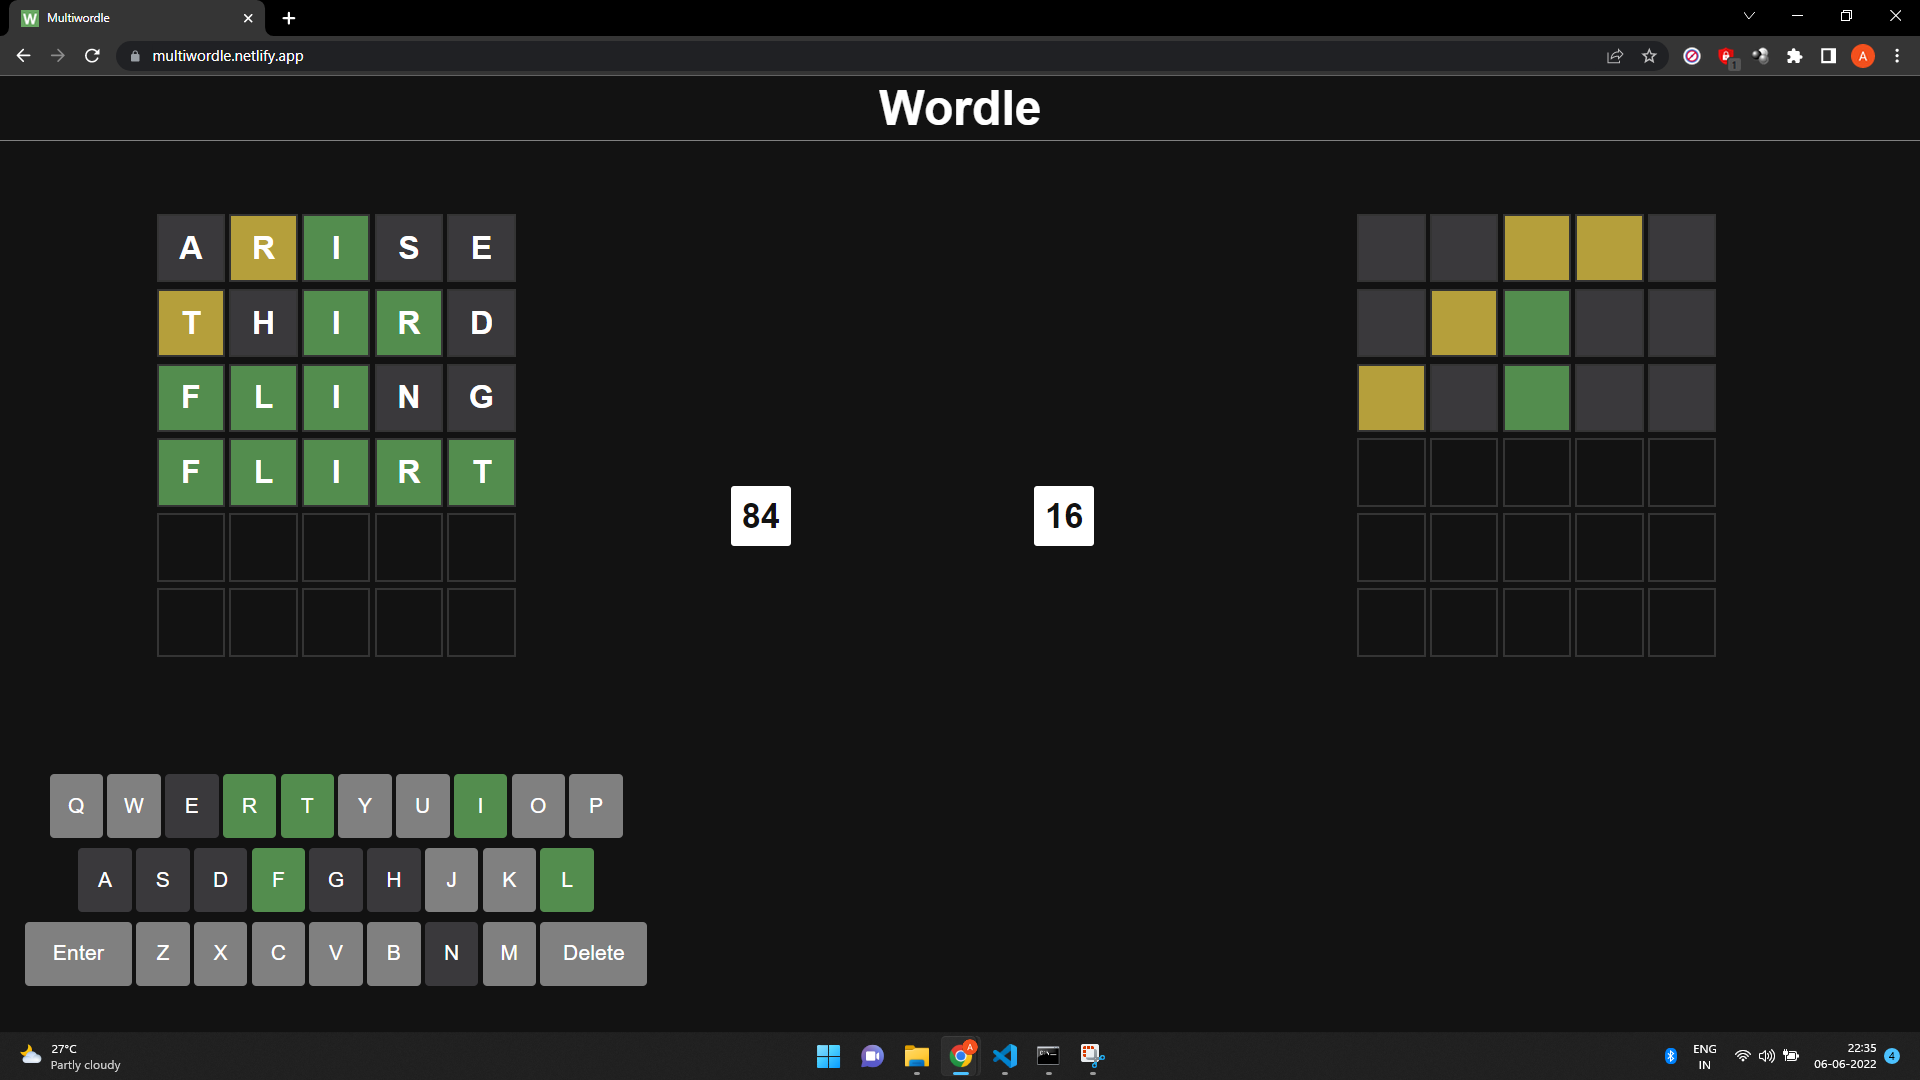 Multiwordle
multiwordle.netlify.app
A
1
Wordle
A R I S E
T H I R D
F L I N G
F L I R T
84
16
Q W E R T Y U I O P
A S D F G H J K L
Enter Z X C V B N M Delete
27°C
Partly cloudy
A
ENG
IN
22:35
06-06-2022
4